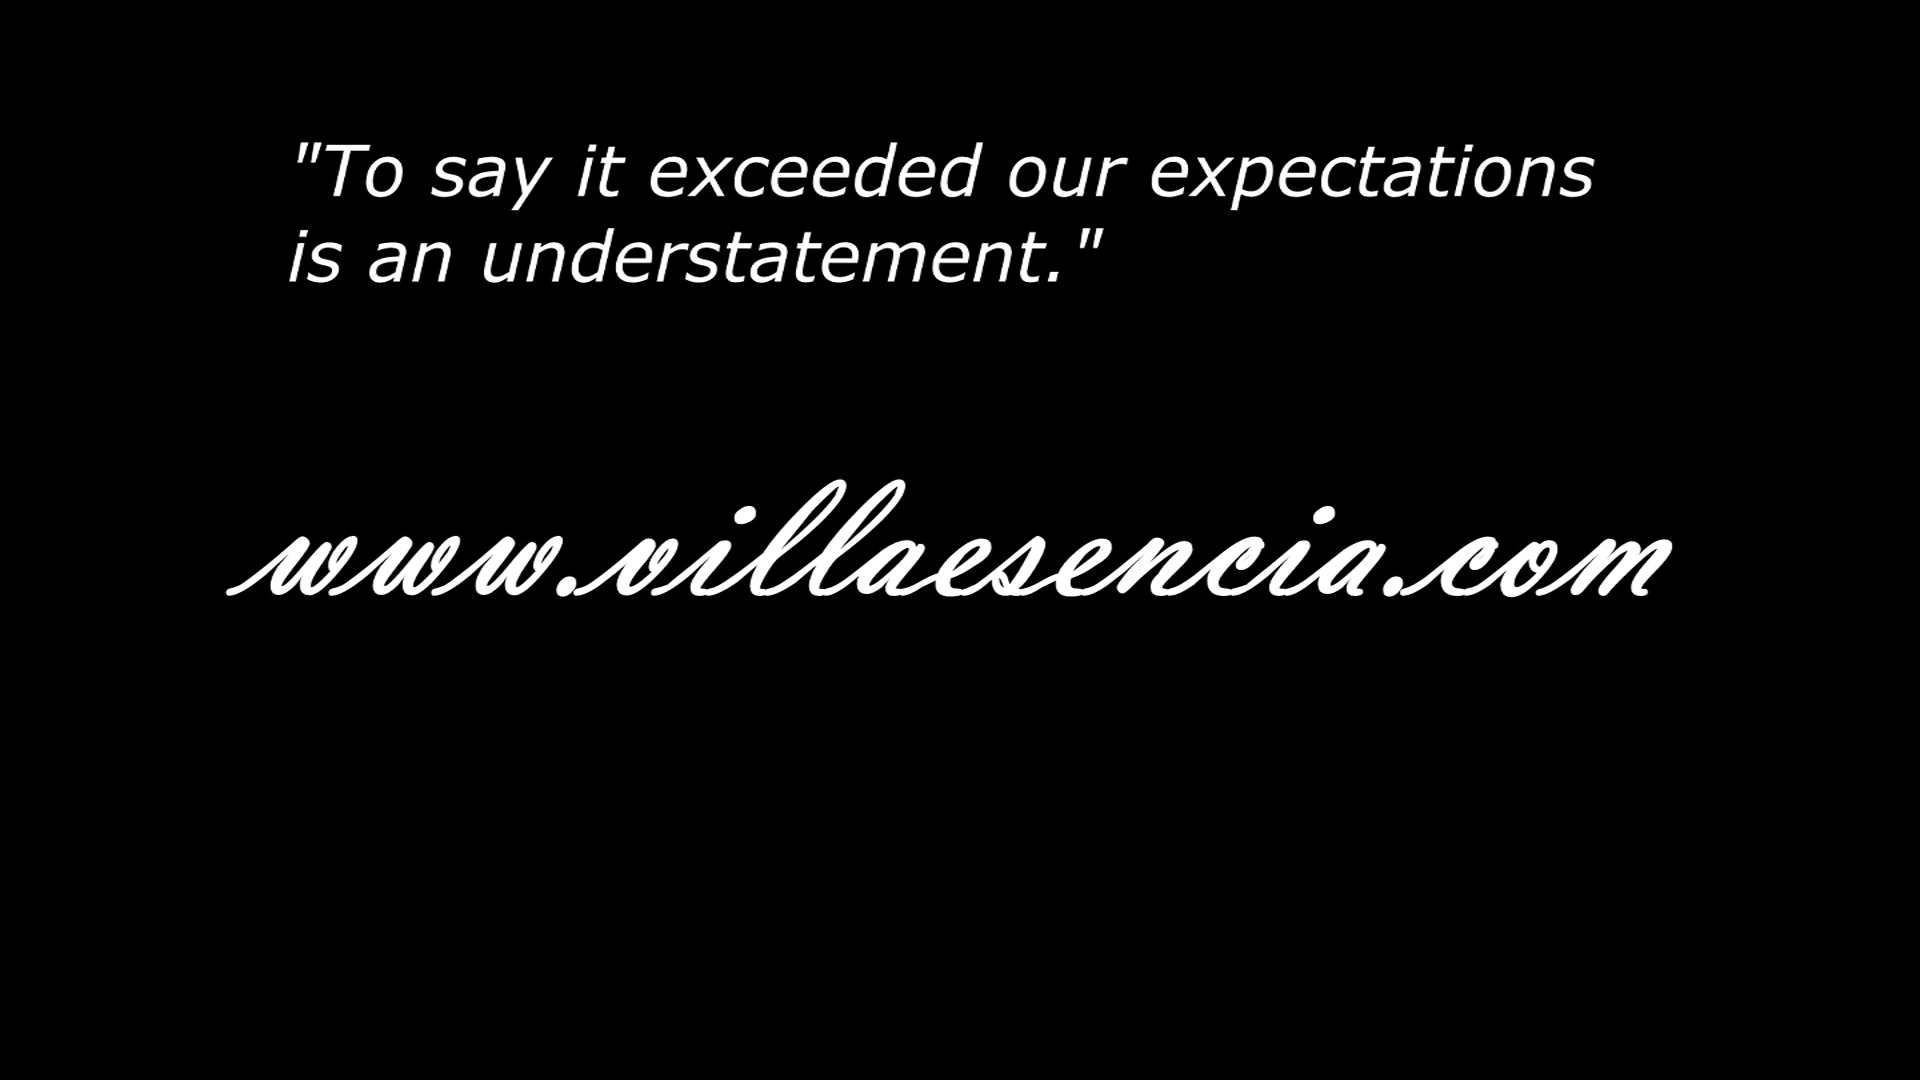 "To say it exceeded our expectations
is an understatement."
www.villaesencia.com